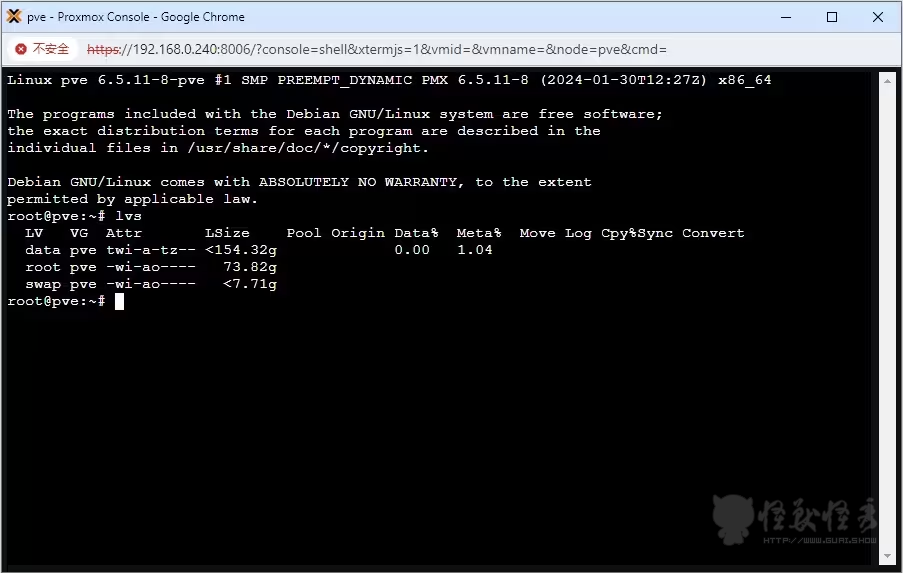 pve - Proxmox Console - Google Chrome
不安全 https://192.168.0.240:8006/?console=shell&xtermjs=1&vmid=&vmname=&node=pve&cmd=
Linux pve 6.5.11-8-pve #1 SMP PREEMPT_DYNAMIC PMX 6.5.11-8 (2024-01-30T12:27Z) x86_64
The programs included with the Debian GNU/Linux system are free software;
the exact distribution terms for each program are described in the
individual files in /usr/share/doc/*/copyright.
Debian GNU/Linux comes with ABSOLUTELY NO WARRANTY, to the extent
permitted by applicable law.
root@pve:~# lvs
  LV   VG  Attr       LSize    Pool Origin Data%  Meta%  Move Log Cpy%Sync Convert
  data pve twi-a-tz-- <154.32g             0.00   1.04
  root pve -wi-ao----   73.82g
  swap pve -wi-ao----   <7.71g
root@pve:~#
怪兽怪秀
HTTP://WWW.GUAI.SHOW